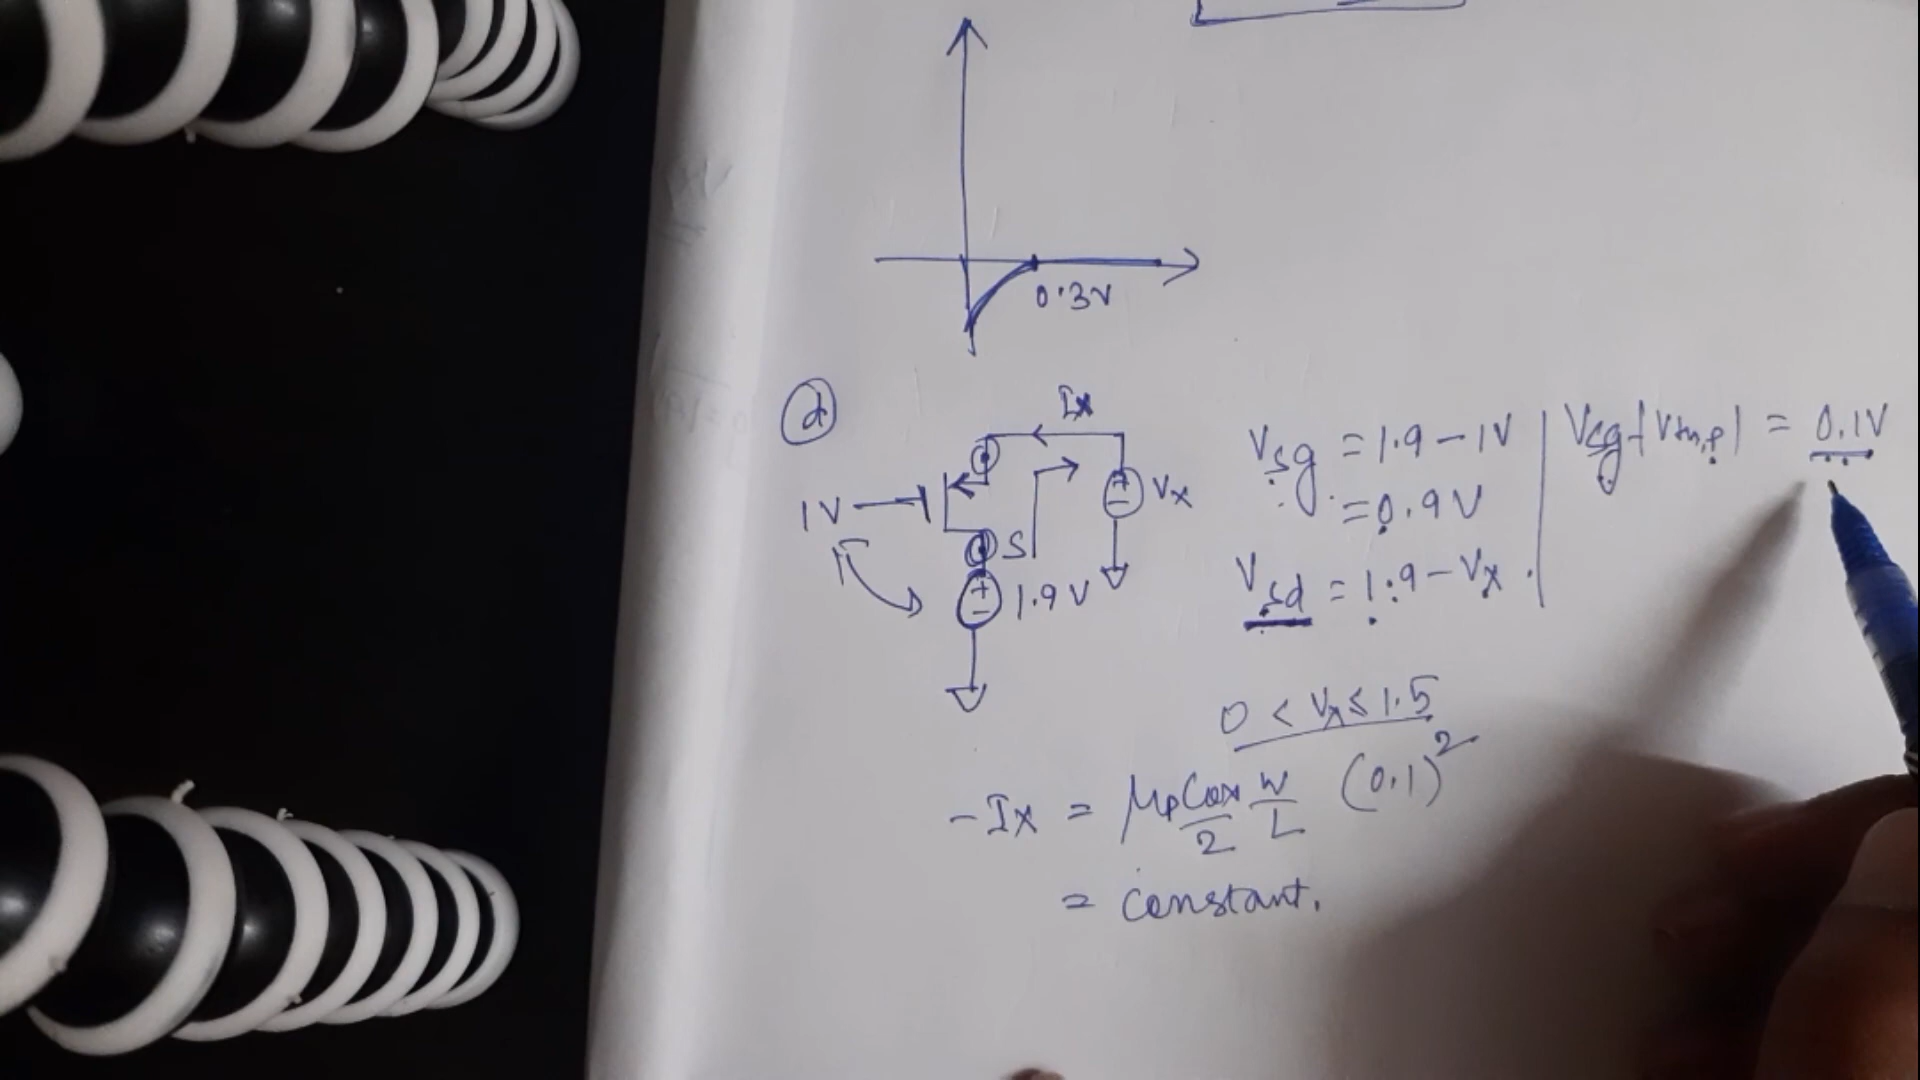 0.3V
d
Ix
1V
S
Vx
1.9V
Vsg = 1.9 - 1V
= 0.9V
Vsd = 1.9 - Vx
Vsg - |Vth,p| = 0.1V
0 < Vx ≤ 1.5
-Ix = μpCox/2 W/L (0.1)²
= constant.